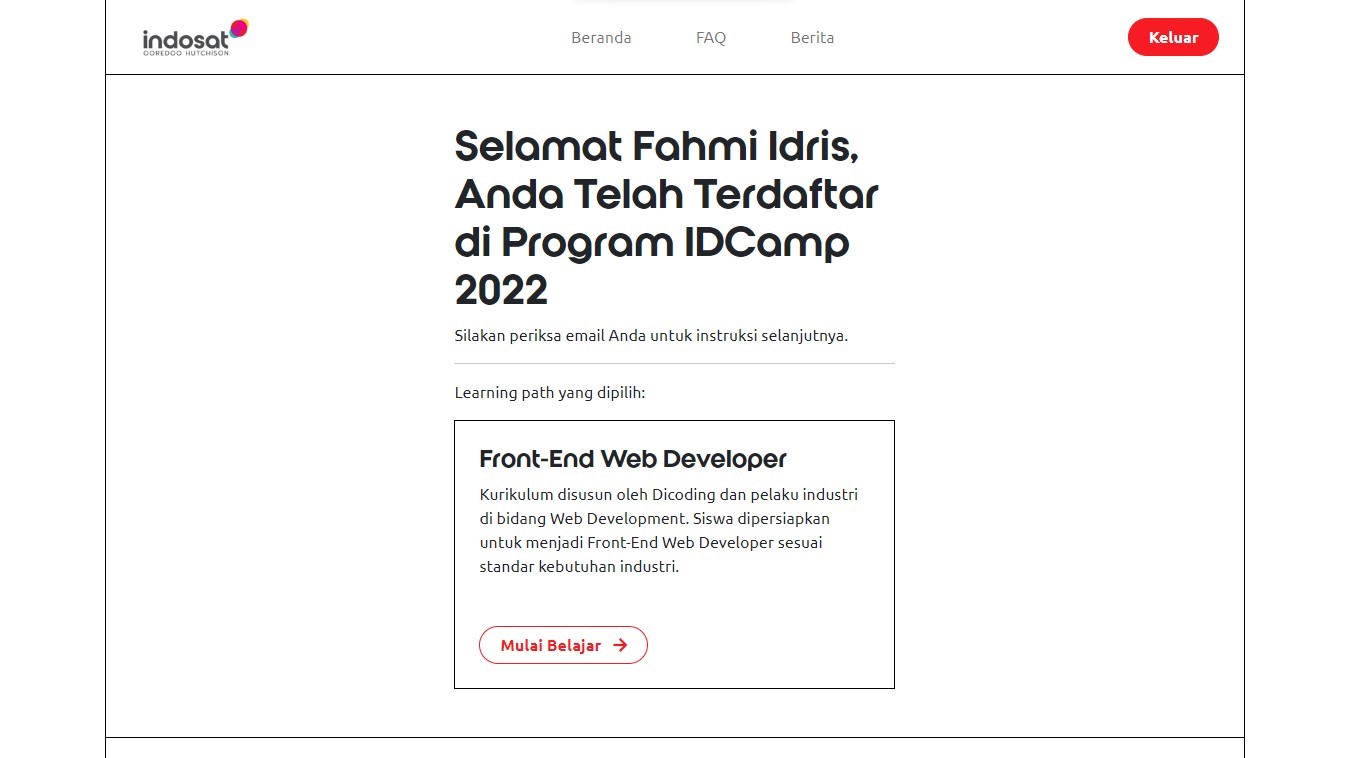 indosat
OOREDOO HUTCHISON
Beranda FAQ Berita
Keluar
Selamat Fahmi Idris,
Anda Telah Terdaftar
di Program IDCamp
2022
Silakan periksa email Anda untuk instruksi selanjutnya.
Learning path yang dipilih:
Front-End Web Developer
Kurikulum disusun oleh Dicoding dan pelaku industri
di bidang Web Development. Siswa dipersiapkan
untuk menjadi Front-End Web Developer sesuai
standar kebutuhan industri.
Mulai Belajar →